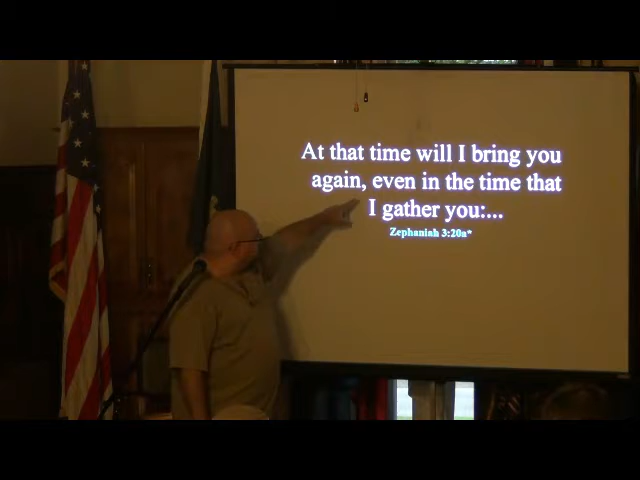 At that time will I bring you
again, even in the time that
I gather you:...
Zephaniah 3:20a*